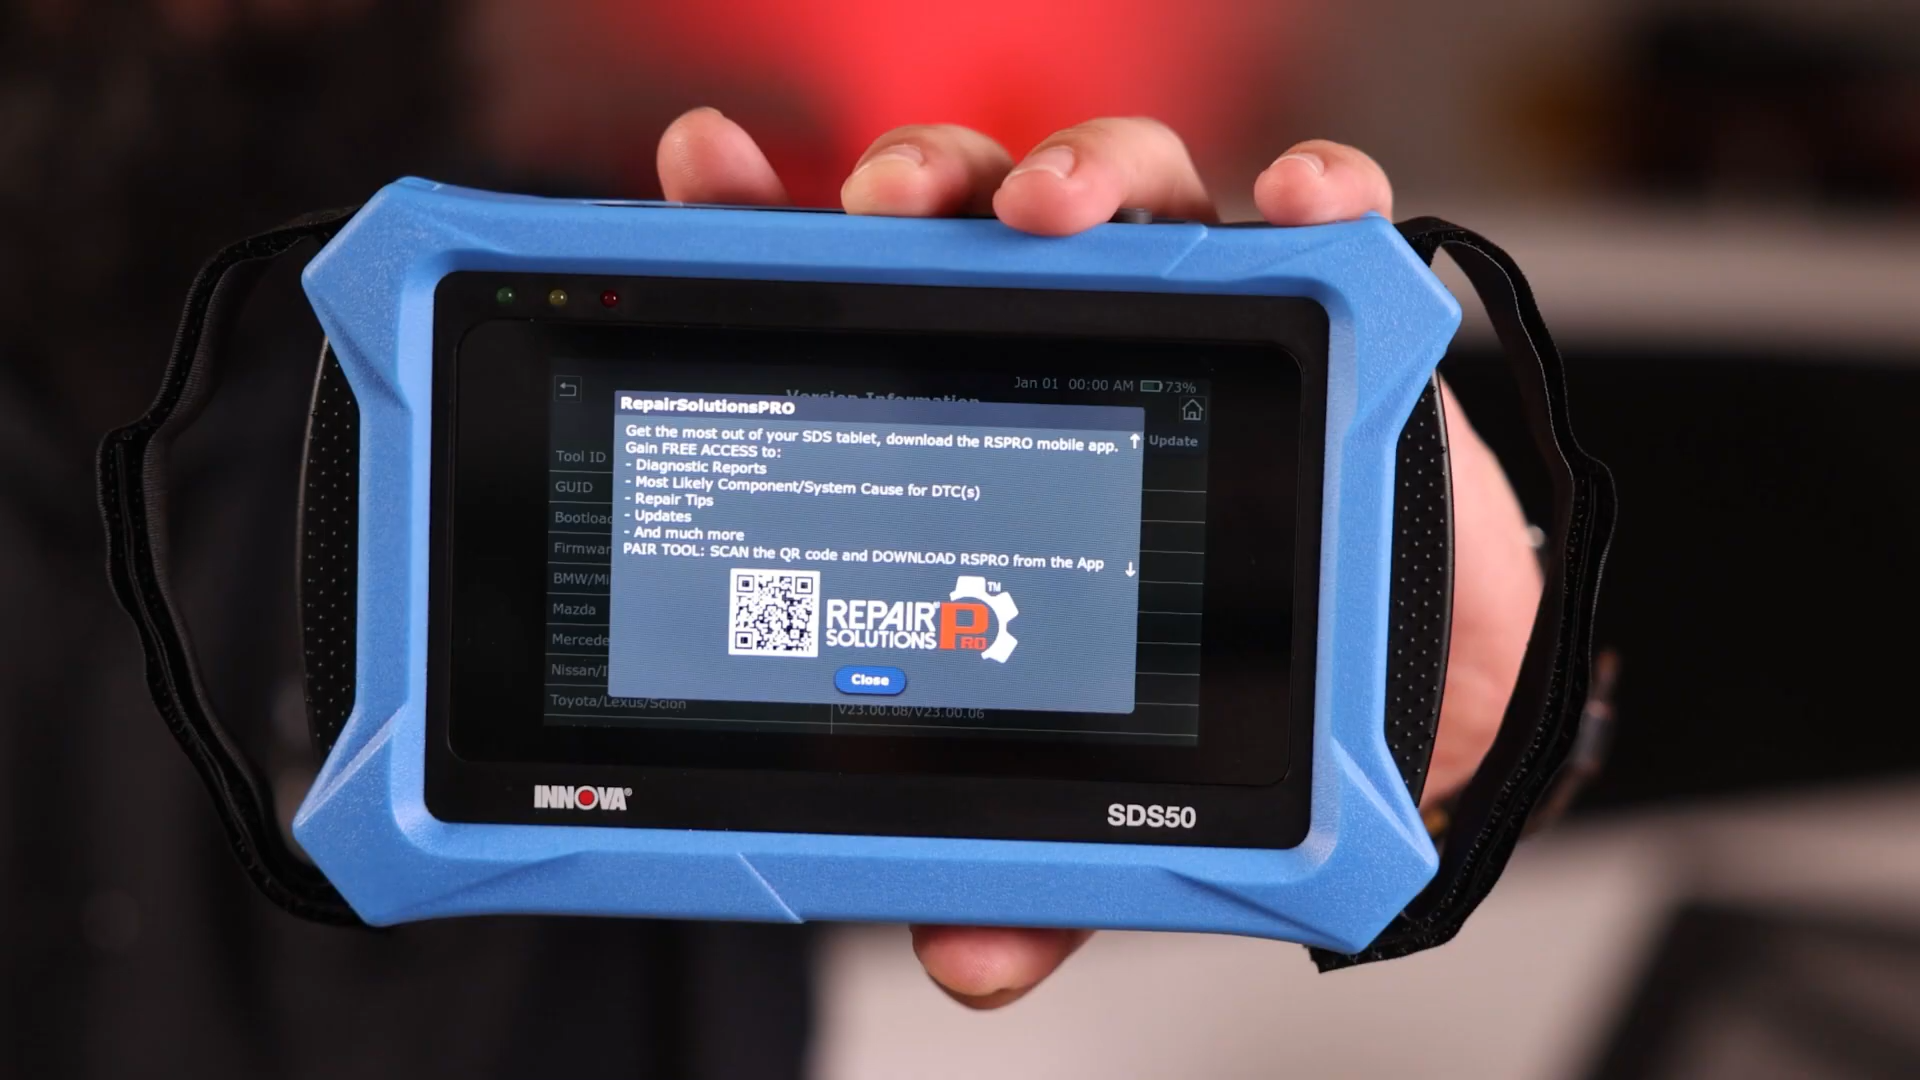 Jan 01 00:00 AM 73%
Version Information
RepairSolutionsPRO
Get the most out of your SDS tablet, download the RSPRO mobile app.
Update
Gain FREE ACCESS to:
Tool ID
- Diagnostic Reports
- Most Likely Component/System Cause for DTC(s)
GUID
- Repair Tips
- Updates
- And much more
PAIR TOOL: SCAN the QR code and DOWNLOAD RSPRO from the App
Mazda
REPAIR®
SOLUTIONS
PRO
TM
Close
Toyota/Lexus/Scion
V23.00.08/V23.00.06
INNOVA®
SDS50